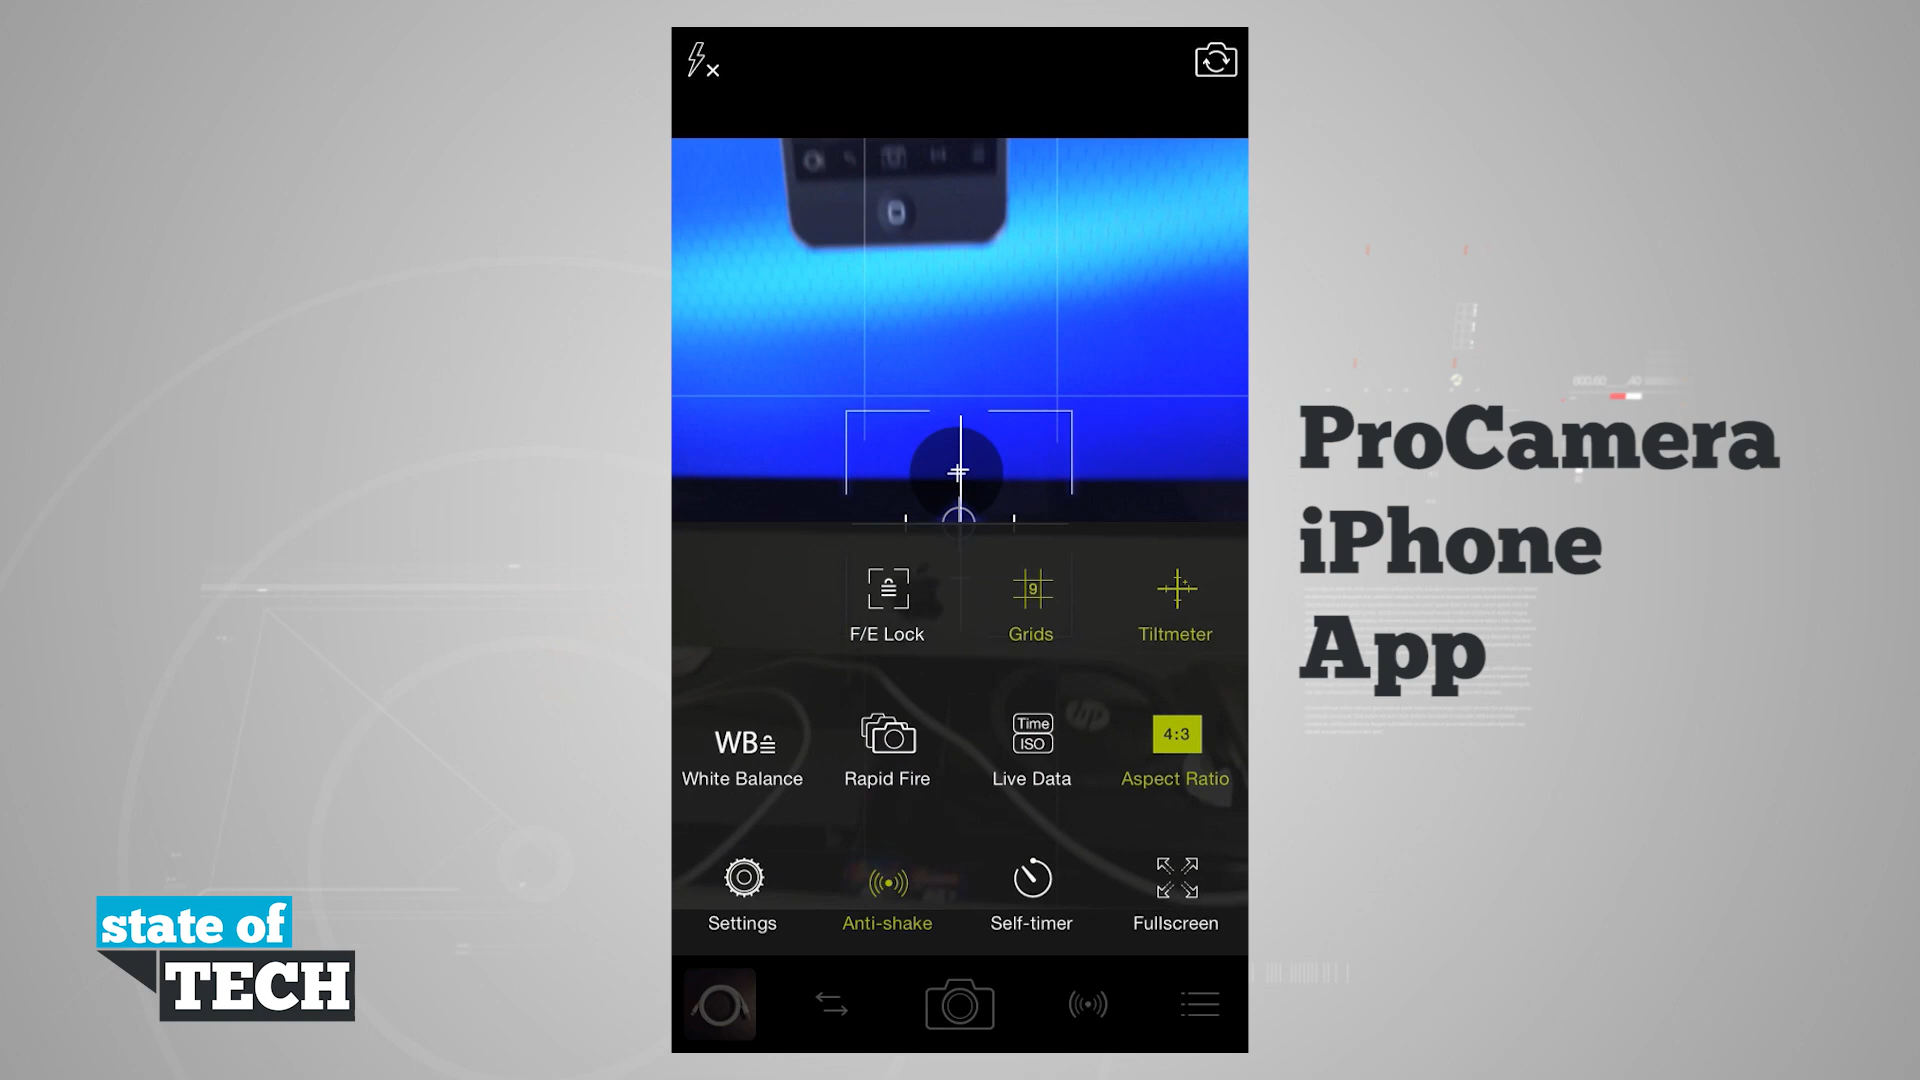 F/E Lock
9
Grids
Tiltmeter
WB
White Balance
Rapid Fire
Time
ISO
Live Data
4:3
Aspect Ratio
Settings
Anti-shake
Self-timer
Fullscreen
ProCamera
iPhone
App
state of
TECH